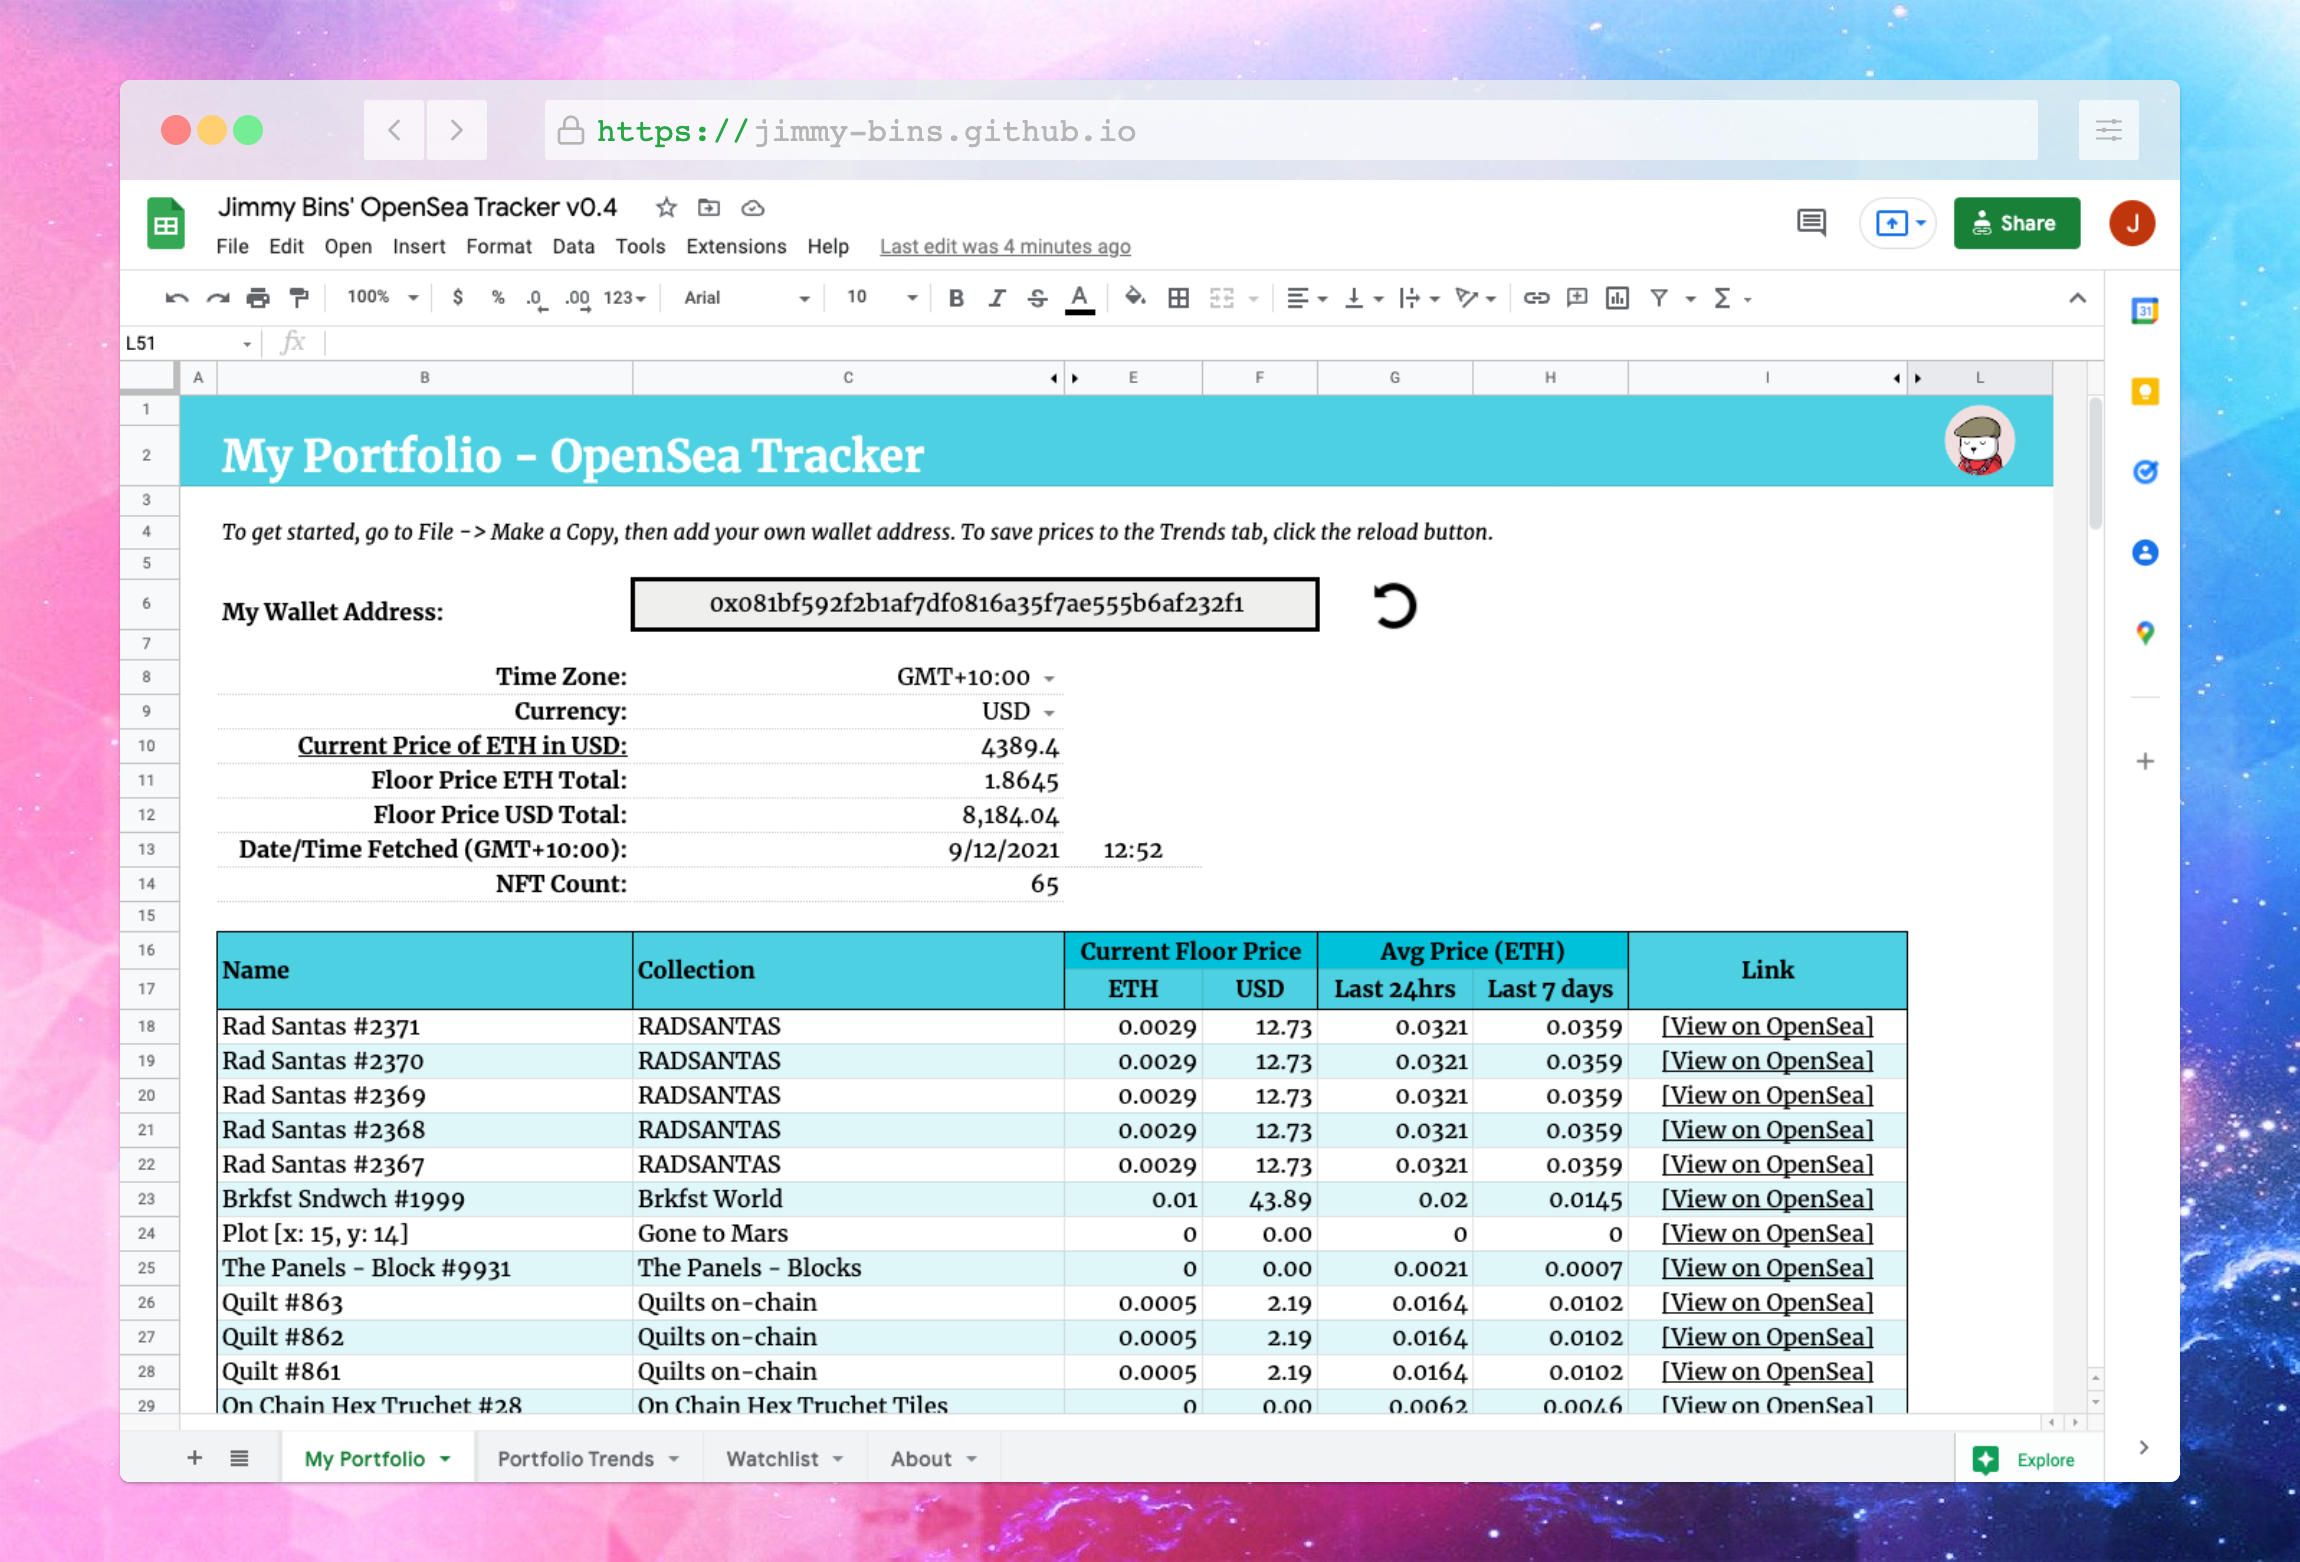 https://jimmy-bins.github.io
Jimmy Bins' OpenSea Tracker v0.4
Share
J
File Edit Open Insert Format Data Tools Extensions Help Last edit was 4 minutes ago
100% $ % .0 .00 123 Arial 10 B I S A Σ
31
L51 fx
A B C E F G H I L
1
2 My Portfolio - OpenSea Tracker
3
4 To get started, go to File -> Make a Copy, then add your own wallet address. To save prices to the Trends tab, click the reload button.
5
6 My Wallet Address: 0x081bf592f2b1af7df0816a35f7ae555b6af232f1
7
8 Time Zone: GMT+10:00
9 Currency: USD
10 Current Price of ETH in USD: 4389.4
11 Floor Price ETH Total: 1.8645
12 Floor Price USD Total: 8,184.04
13 Date/Time Fetched (GMT+10:00): 9/12/2021 12:52
14 NFT Count: 65
15
16 Name Collection Current Floor Price Avg Price (ETH) Link
17 ETH USD Last 24hrs Last 7 days
18 Rad Santas #2371 RADSANTAS 0.0029 12.73 0.0321 0.0359 [View on OpenSea]
19 Rad Santas #2370 RADSANTAS 0.0029 12.73 0.0321 0.0359 [View on OpenSea]
20 Rad Santas #2369 RADSANTAS 0.0029 12.73 0.0321 0.0359 [View on OpenSea]
21 Rad Santas #2368 RADSANTAS 0.0029 12.73 0.0321 0.0359 [View on OpenSea]
22 Rad Santas #2367 RADSANTAS 0.0029 12.73 0.0321 0.0359 [View on OpenSea]
23 Brkfst Sndwch #1999 Brkfst World 0.01 43.89 0.02 0.0145 [View on OpenSea]
24 Plot [x: 15, y: 14] Gone to Mars 0 0.00 0 0 [View on OpenSea]
25 The Panels - Block #9931 The Panels - Blocks 0 0.00 0.0021 0.0007 [View on OpenSea]
26 Quilt #863 Quilts on-chain 0.0005 2.19 0.0164 0.0102 [View on OpenSea]
27 Quilt #862 Quilts on-chain 0.0005 2.19 0.0164 0.0102 [View on OpenSea]
28 Quilt #861 Quilts on-chain 0.0005 2.19 0.0164 0.0102 [View on OpenSea]
29 On Chain Hex Truchet #28 On Chain Hex Truchet Tiles 0 0.00 0.0062 0.0046 [View on OpenSea]
My Portfolio Portfolio Trends Watchlist About Explore